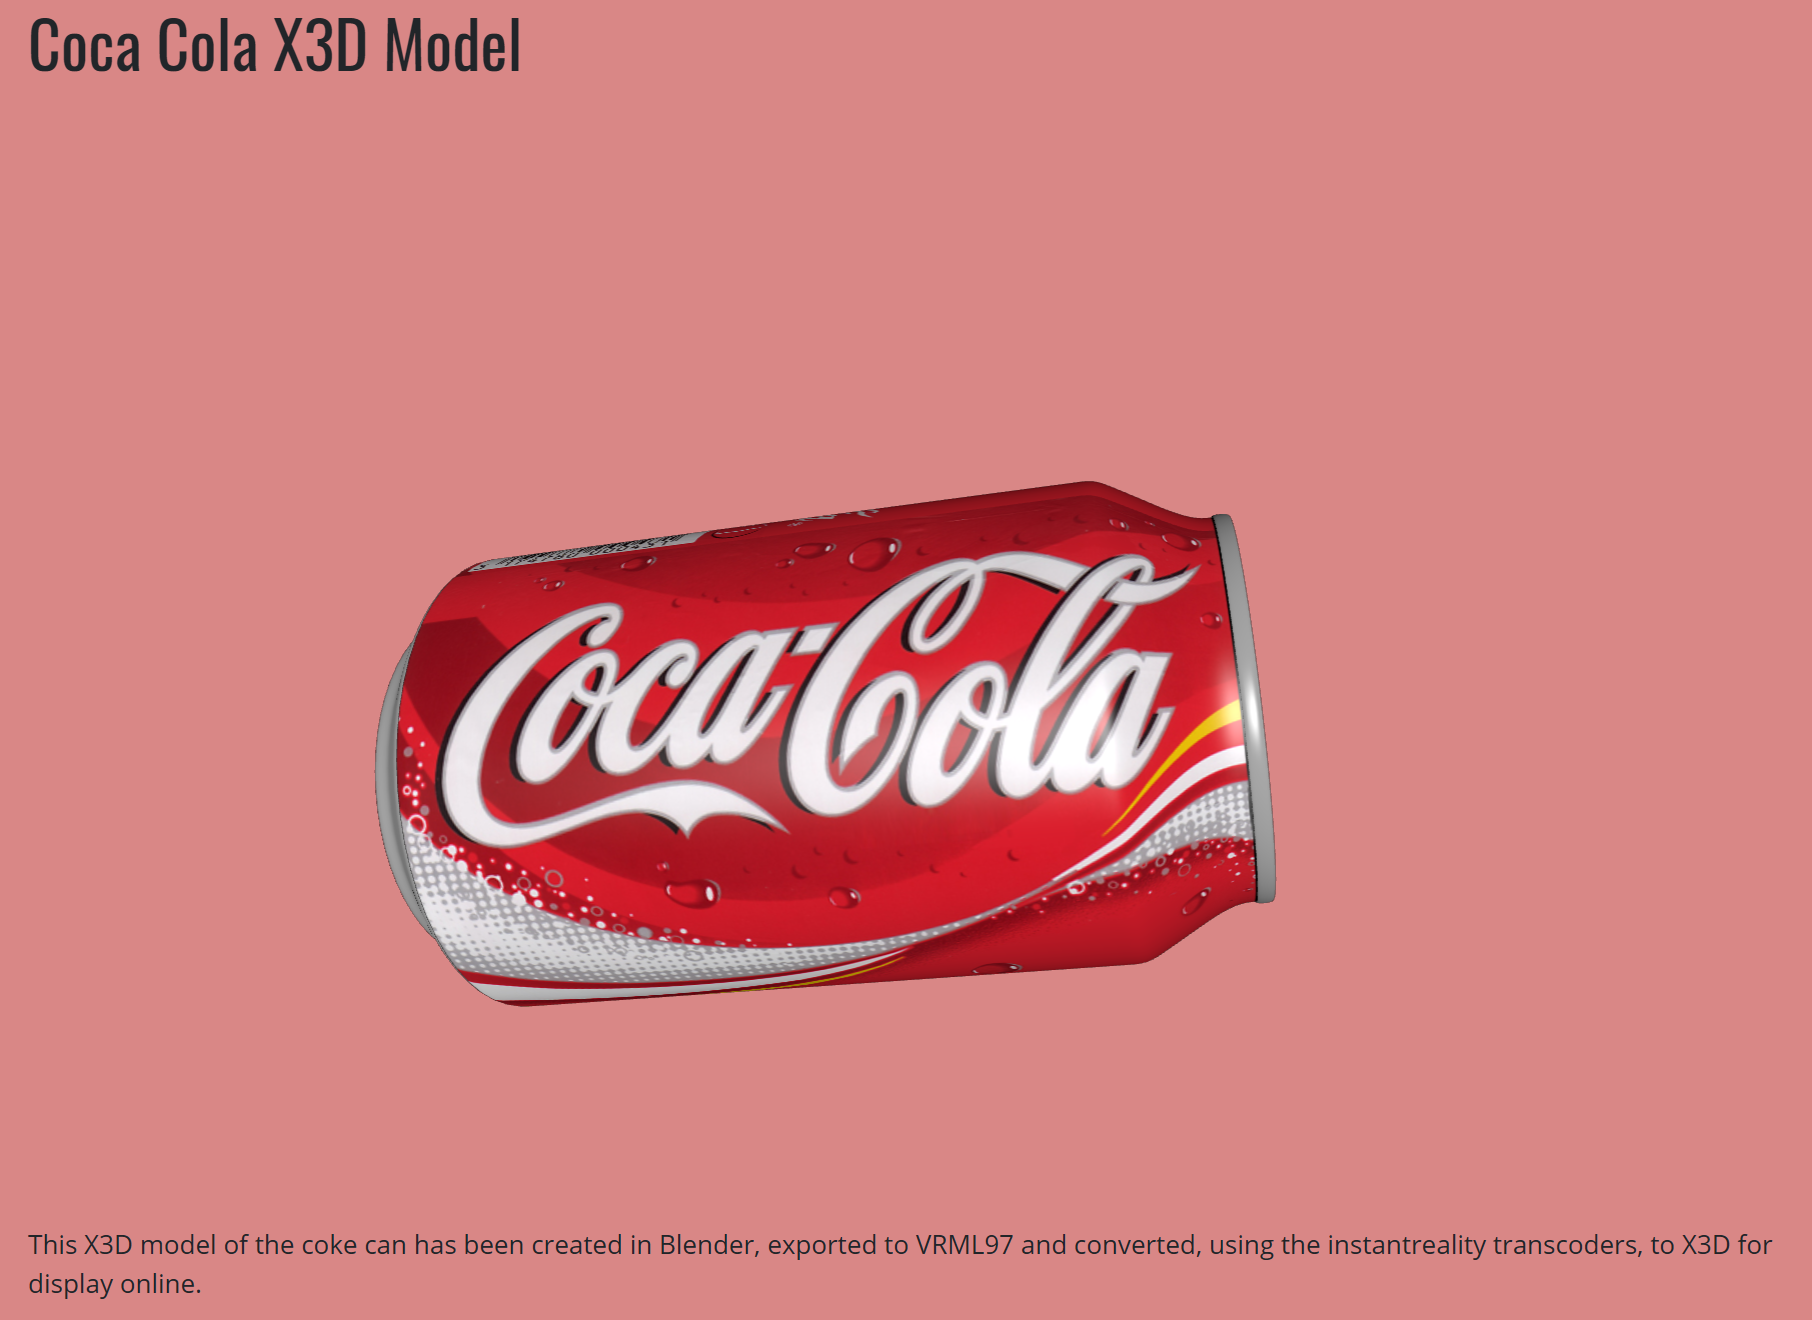 Coca Cola X3D Model
Coca-Cola
This X3D model of the coke can has been created in Blender, exported to VRML97 and converted, using the instantreality transcoders, to X3D for
display online.